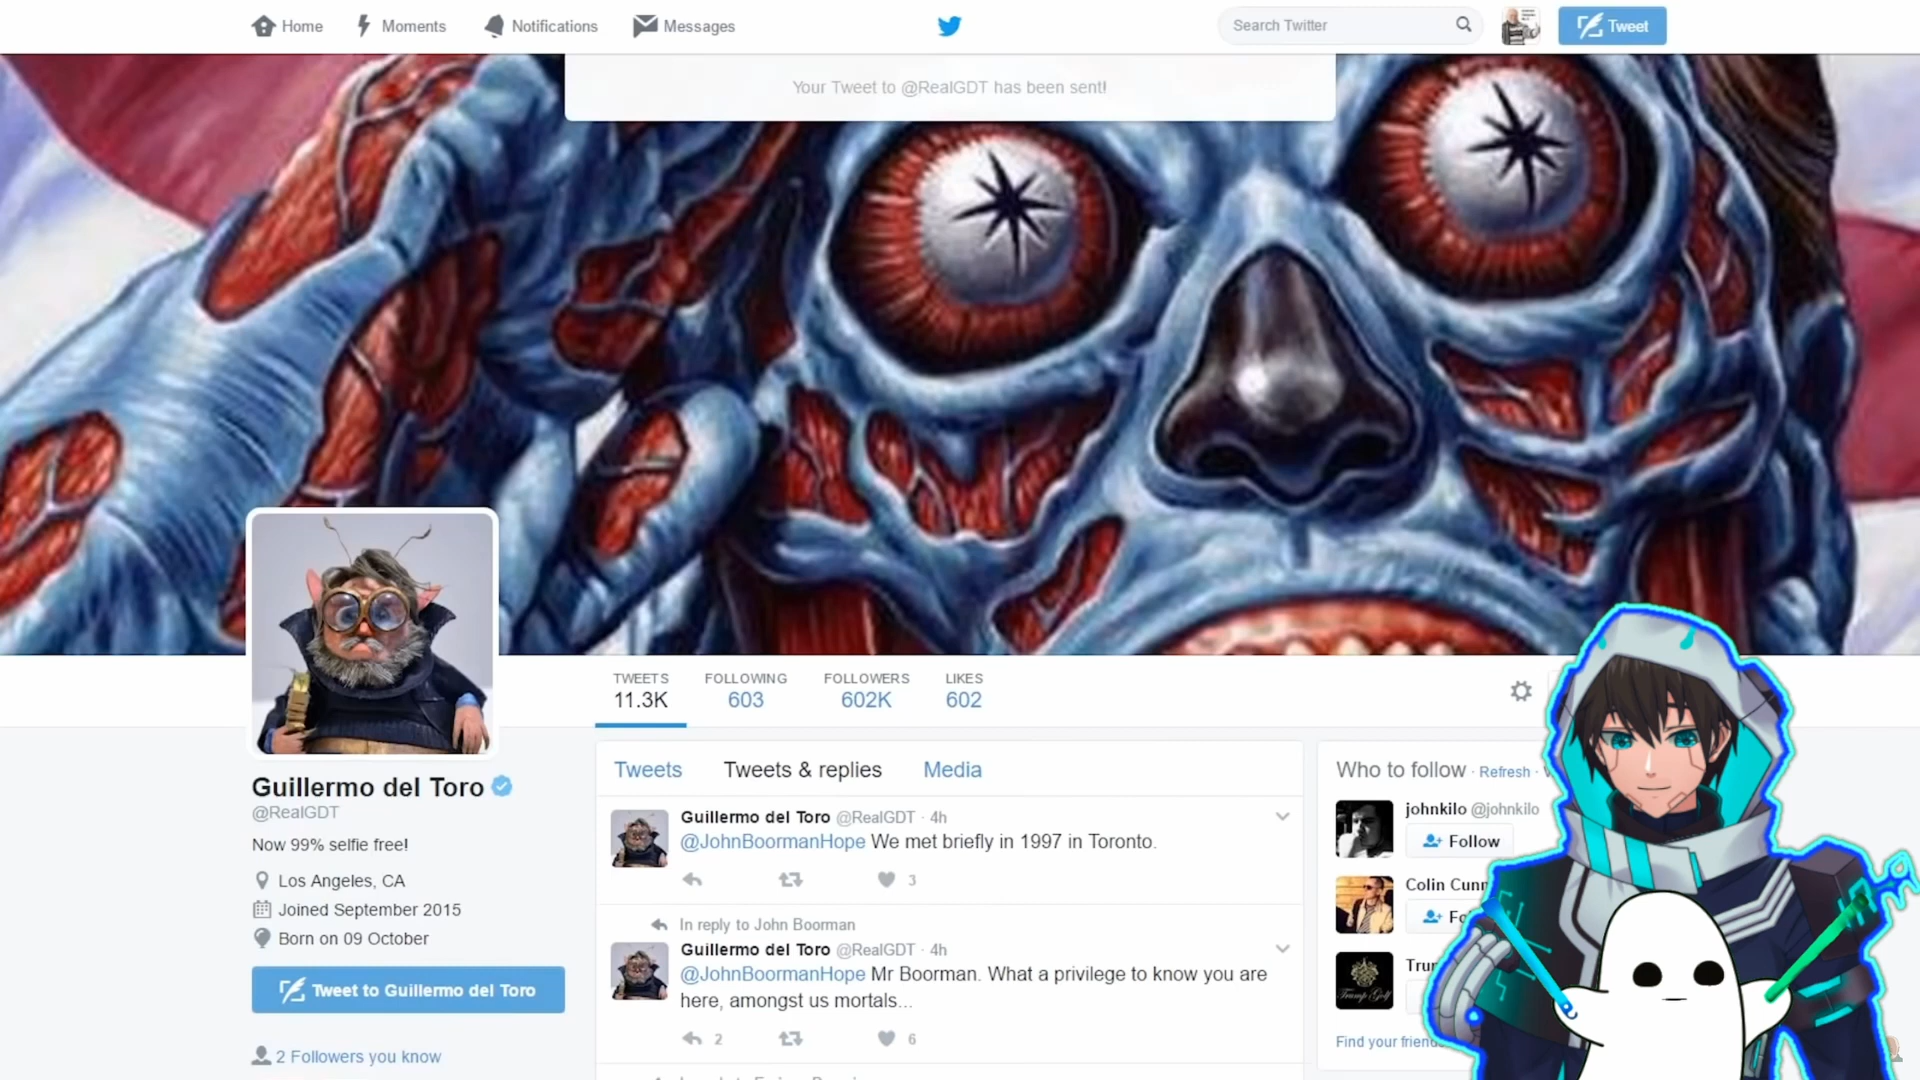 Home
Moments
Notifications
Messages
Search Twitter
Tweet
Your Tweet to @RealGDT has been sent!
TWEETS
11.3K
FOLLOWING
603
FOLLOWERS
602K
LIKES
602
Guillermo del Toro
@RealGDT
Now 99% selfie free!
Los Angeles, CA
Joined September 2015
Born on 09 October
Tweet to Guillermo del Toro
2 Followers you know
Tweets
Tweets & replies
Media
Guillermo del Toro @RealGDT · 4h
@JohnBoormanHope We met briefly in 1997 in Toronto.
3
In reply to John Boorman
Guillermo del Toro @RealGDT · 4h
@JohnBoormanHope Mr Boorman. What a privilege to know you are
here, amongst us mortals...
2
6
Who to follow · Refresh ·
johnkilo @johnkilo
Follow
Colin
Trump Golf
Find your